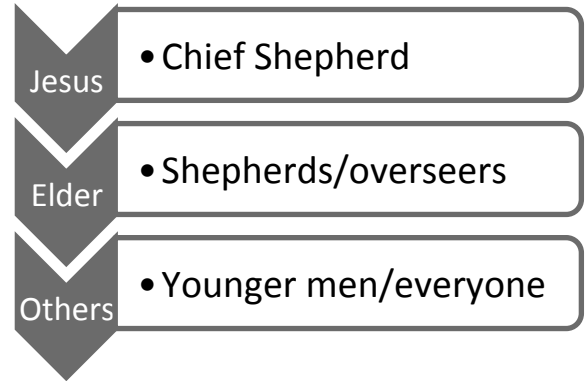 Jesus
•Chief Shepherd
Elder
•Shepherds/overseers
Others
•Younger men/everyone